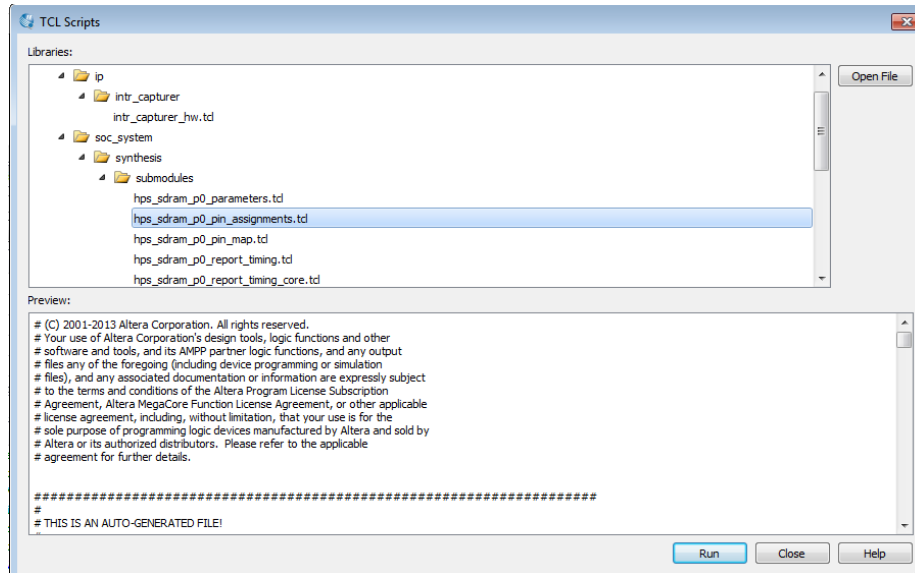 TCL Scripts
Libraries:
ip
intr_capturer
intr_capturer_hw.tcl
soc_system
synthesis
submodules
hps_sdram_p0_parameters.tcl
hps_sdram_p0_pin_assignments.tcl
hps_sdram_p0_pin_map.tcl
hps_sdram_p0_report_timing.tcl
hps_sdram_p0_report_timing_core.tcl
Open File
Preview:
# (C) 2001-2013 Altera Corporation. All rights reserved.
# Your use of Altera Corporation's design tools, logic functions and other
# software and tools, and its AMPP partner logic functions, and any output
# files any of the foregoing (including device programming or simulation
# files), and any associated documentation or information are expressly subject
# to the terms and conditions of the Altera Program License Subscription
# Agreement, Altera MegaCore Function License Agreement, or other applicable
# license agreement, including, without limitation, that your use is for the
# sole purpose of programming logic devices manufactured by Altera and sold by
# Altera or its authorized distributors.  Please refer to the applicable
# agreement for further details.
#####################################################################
#
# THIS IS AN AUTO-GENERATED FILE!
Run
Close
Help